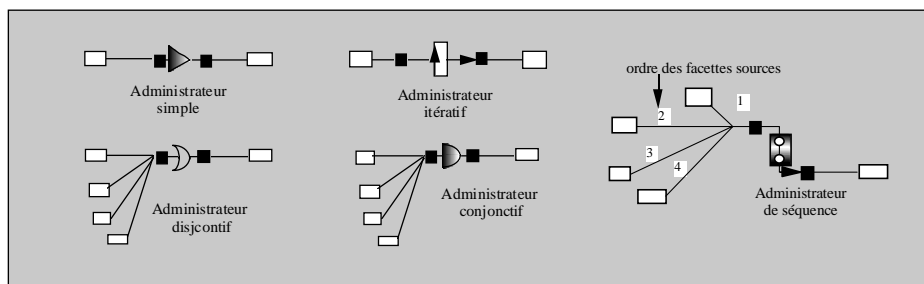 Administrateur
simple
Administrateur
itératif
ordre des facettes sources
1
2
3
4
Administrateur
disjcontif
Administrateur
conjonctif
Administrateur
de séquence